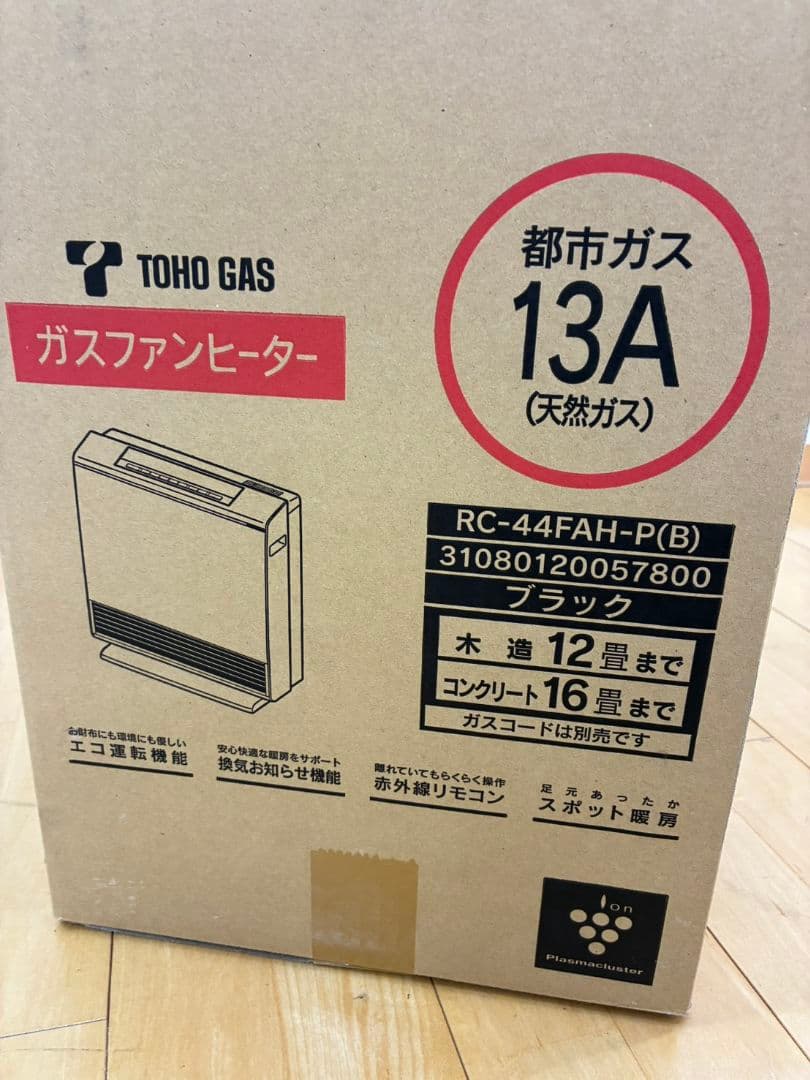 TOHO GAS
ガスファンヒーター
都市ガス
13A
(天然ガス)
RC-44FAH-P(B)
31080120057800
ブラック
木造12畳まで
コンクリート16畳まで
ガスコードは別売です
お財布にも環境にも優しい
エコ運転機能
安心快適な暖房をサポート
換気お知らせ機能
離れていてもらくらく操作
赤外線リモコン
足元あったか
スポット暖房
Ion
Plasmacluster